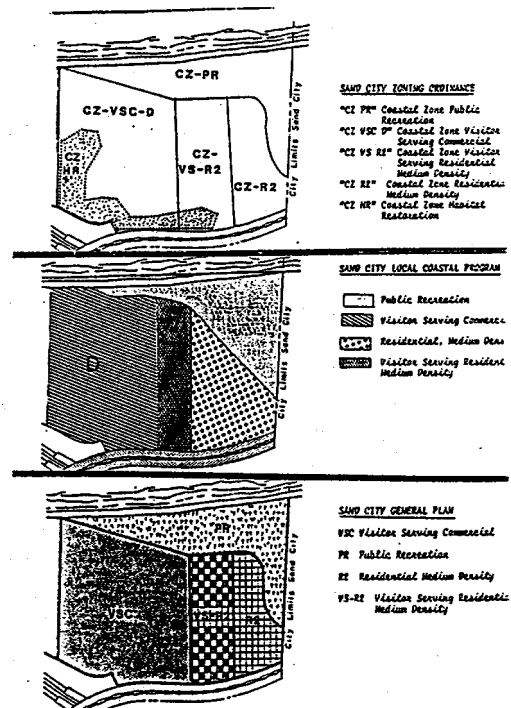 CZ-PR
CZ-VSC-D
CZ-
HR
CZ-
VS-R2
CZ-R2
City Limits Sand City
SAND CITY ZONING ORDINANCE
"CZ PR" Coastal Zone Public
Recreation
"CZ VSC D" Coastal Zone Visitor
Serving Commercial
"CZ VS R2" Coastal Zone Visitor
Serving Residential
Medium Density
"CZ R2" Coastal Zone Residentia
Medium Density
"CZ HR" Coastal Zone Habitat
Restoration
D
City Limits Sand City
SAND CITY LOCAL COASTAL PROGRAM
Public Recreation
Visitor Serving Commerc
Residential, Medium Dens
Visitor Serving Resident
Medium Density
PR
VSC
R2
City Limits Sand City
SAND CITY GENERAL PLAN
VSC Visitor Serving Commercial
PR Public Recreation
R2 Residential Medium Density
VS-R2 Visitor Serving Residentic
Medium Density